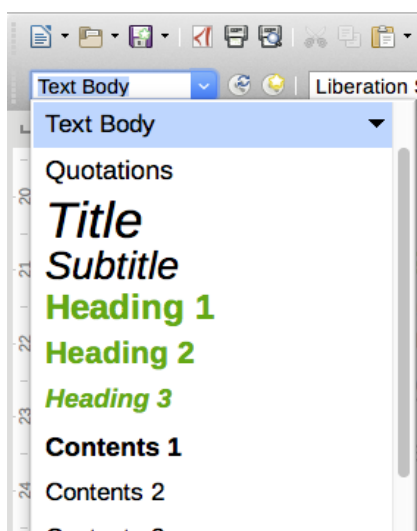 Text Body
Liberation
Text Body
Quotations
Title
Subtitle
Heading 1
Heading 2
Heading 3
Contents 1
Contents 2
20
21
22
23
24